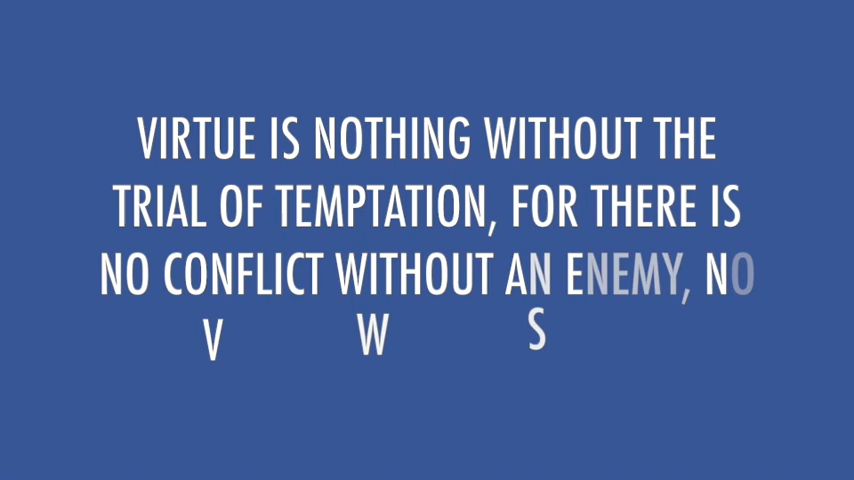 VIRTUE IS NOTHING WITHOUT THE
TRIAL OF TEMPTATION, FOR THERE IS
NO CONFLICT WITHOUT AN ENEMY, NO
V W S